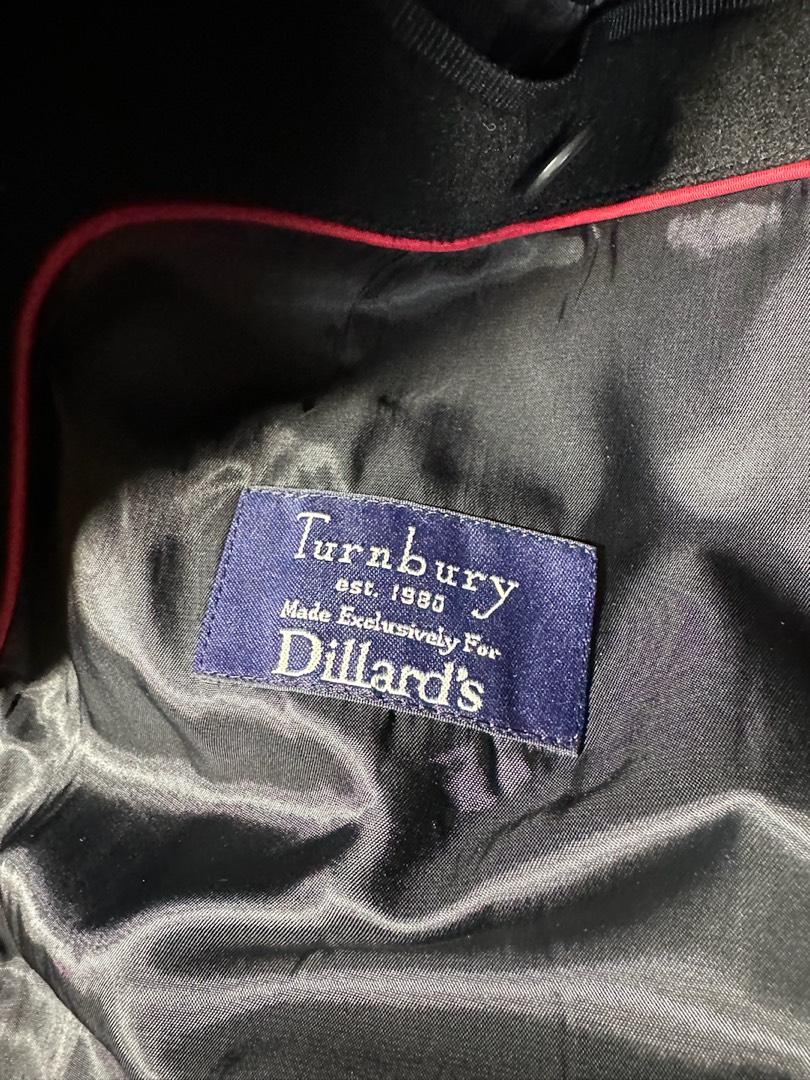 Turnbury
est. 1980
Made Exclusively For
Dillard's